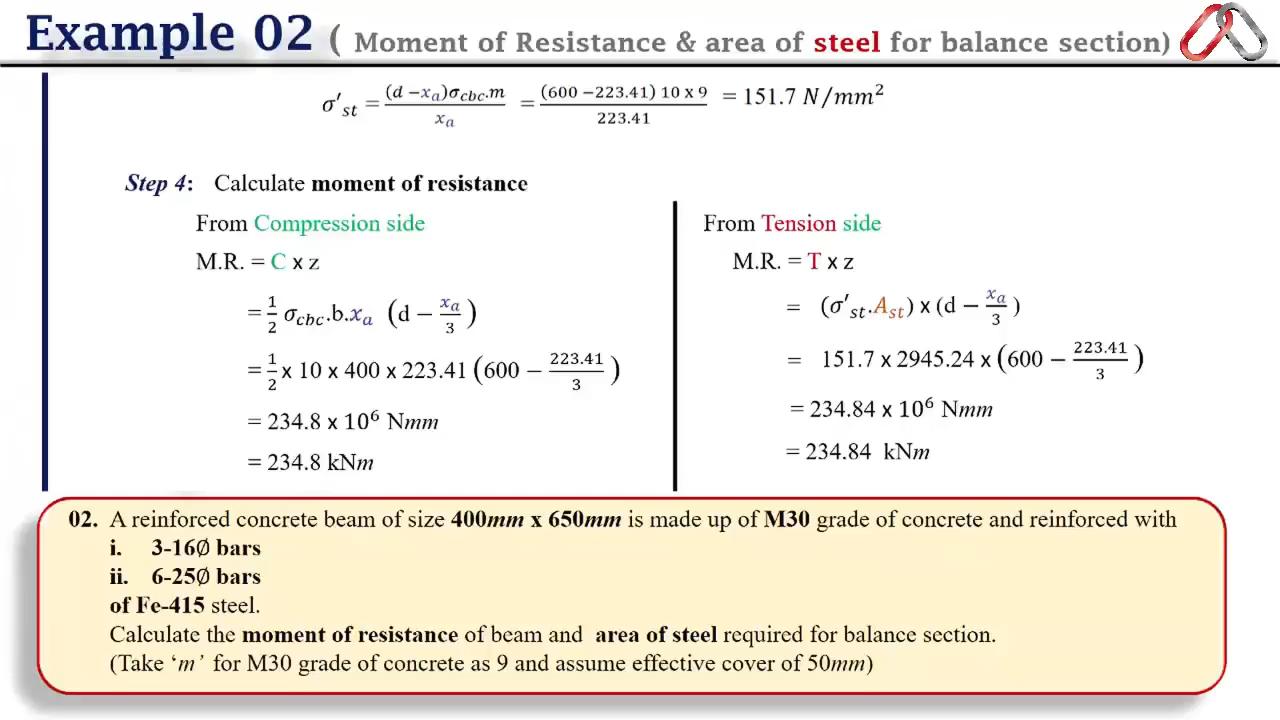 Example 02 ( Moment of Resistance & area of steel for balance section)
σ′st = (d −xa)σcbc.m / xa = (600 −223.41) 10 x 9 / 223.41 = 151.7 N/mm²
Step 4: Calculate moment of resistance
From Compression side
M.R. = C x z
= 1/2 σcbc.b.xa (d − xa/3)
= 1/2 x 10 x 400 x 223.41 (600 − 223.41/3)
= 234.8 x 10⁶ Nmm
= 234.8 kNm
From Tension side
M.R. = T x z
= (σ′st.Ast) x (d − xa/3)
= 151.7 x 2945.24 x (600 − 223.41/3)
= 234.84 x 10⁶ Nmm
= 234.84 kNm
02. A reinforced concrete beam of size 400mm x 650mm is made up of M30 grade of concrete and reinforced with
i. 3-16∅ bars
ii. 6-25∅ bars
of Fe-415 steel.
Calculate the moment of resistance of beam and area of steel required for balance section.
(Take ‘m’ for M30 grade of concrete as 9 and assume effective cover of 50mm)